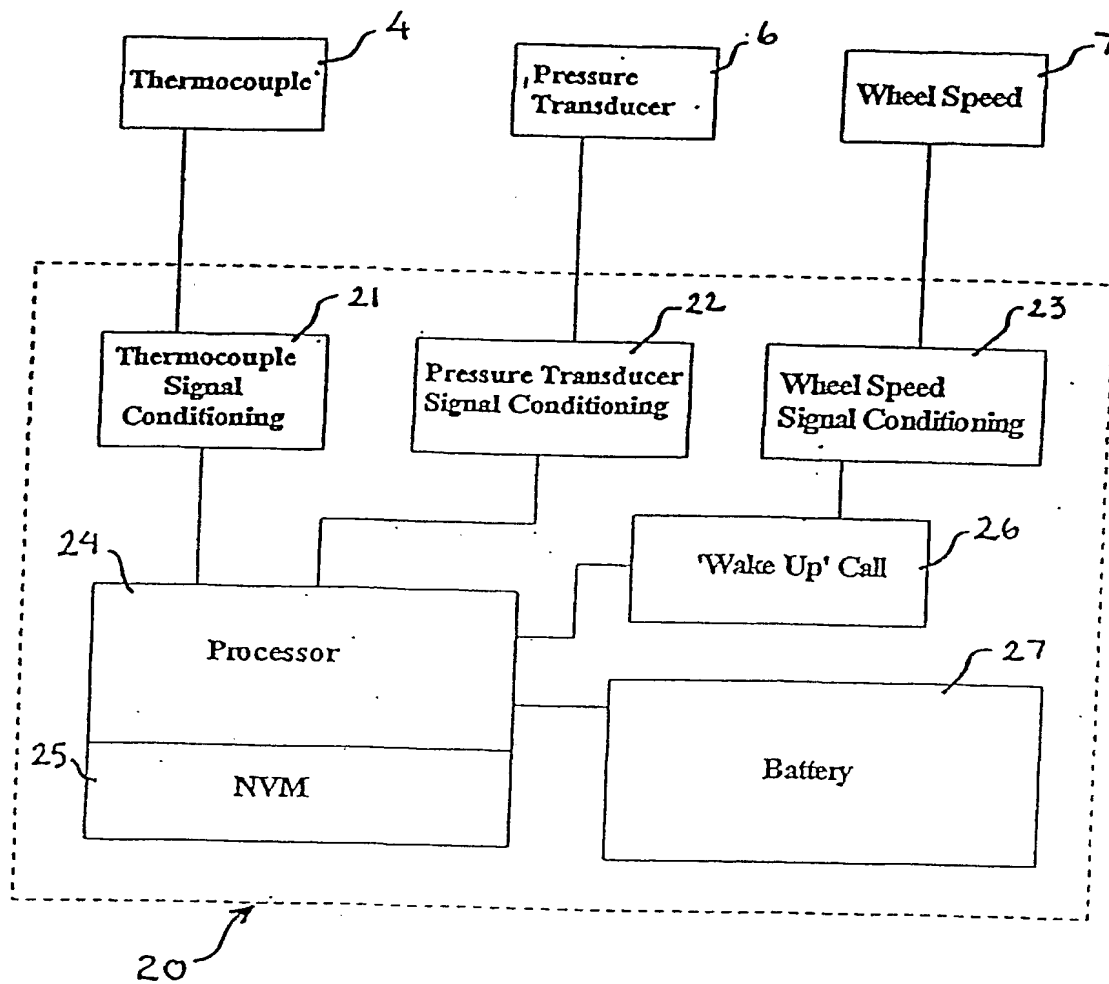 4
6
7
Thermocouple
Pressure
Transducer
Wheel Speed
21
22
23
Thermocouple
Signal
Conditioning
Pressure Transducer
Signal Conditioning
Wheel Speed
Signal Conditioning
24
26
'Wake Up' Call
Processor
27
25
NVM
Battery
20